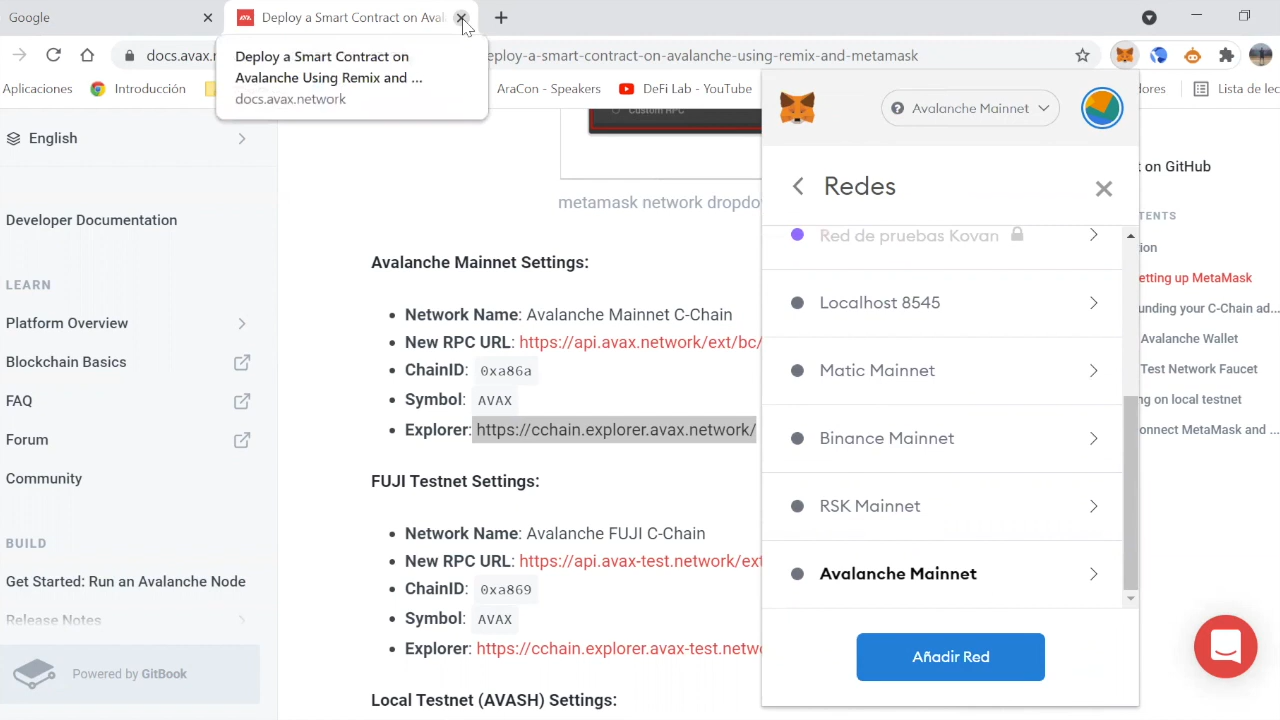 Google
Deploy a Smart Contract on Aval
Deploy a Smart Contract on
Avalanche Using Remix and ...
docs.avax.network
docs.avax.n
eploy-a-smart-contract-on-avalanche-using-remix-and-metamask
Aplicaciones
Introducción
AraCon - Speakers
DeFi Lab - YouTube
dores
Lista de lec
English
Developer Documentation
LEARN
Platform Overview
Blockchain Basics
FAQ
Forum
Community
BUILD
Get Started: Run an Avalanche Node
Release Notes
Powered by GitBook
Custom RPC
metamask network dropdo
Avalanche Mainnet Settings:
Network Name: Avalanche Mainnet C-Chain
New RPC URL: https://api.avax.network/ext/bc/
ChainID: 0xa86a
Symbol: AVAX
Explorer: https://cchain.explorer.avax.network/
FUJI Testnet Settings:
Network Name: Avalanche FUJI C-Chain
New RPC URL: https://api.avax-test.network/ext
ChainID: 0xa869
Symbol: AVAX
Explorer: https://cchain.explorer.avax-test.netwo
Local Testnet (AVASH) Settings:
Avalanche Mainnet
Redes
Red de pruebas Kovan
Localhost 8545
Matic Mainnet
Binance Mainnet
RSK Mainnet
Avalanche Mainnet
Añadir Red
t on GitHub
TENTS
ion
etting up MetaMask
unding your C-Chain ad...
Avalanche Wallet
Test Network Faucet
ng on local testnet
onnect MetaMask and ...